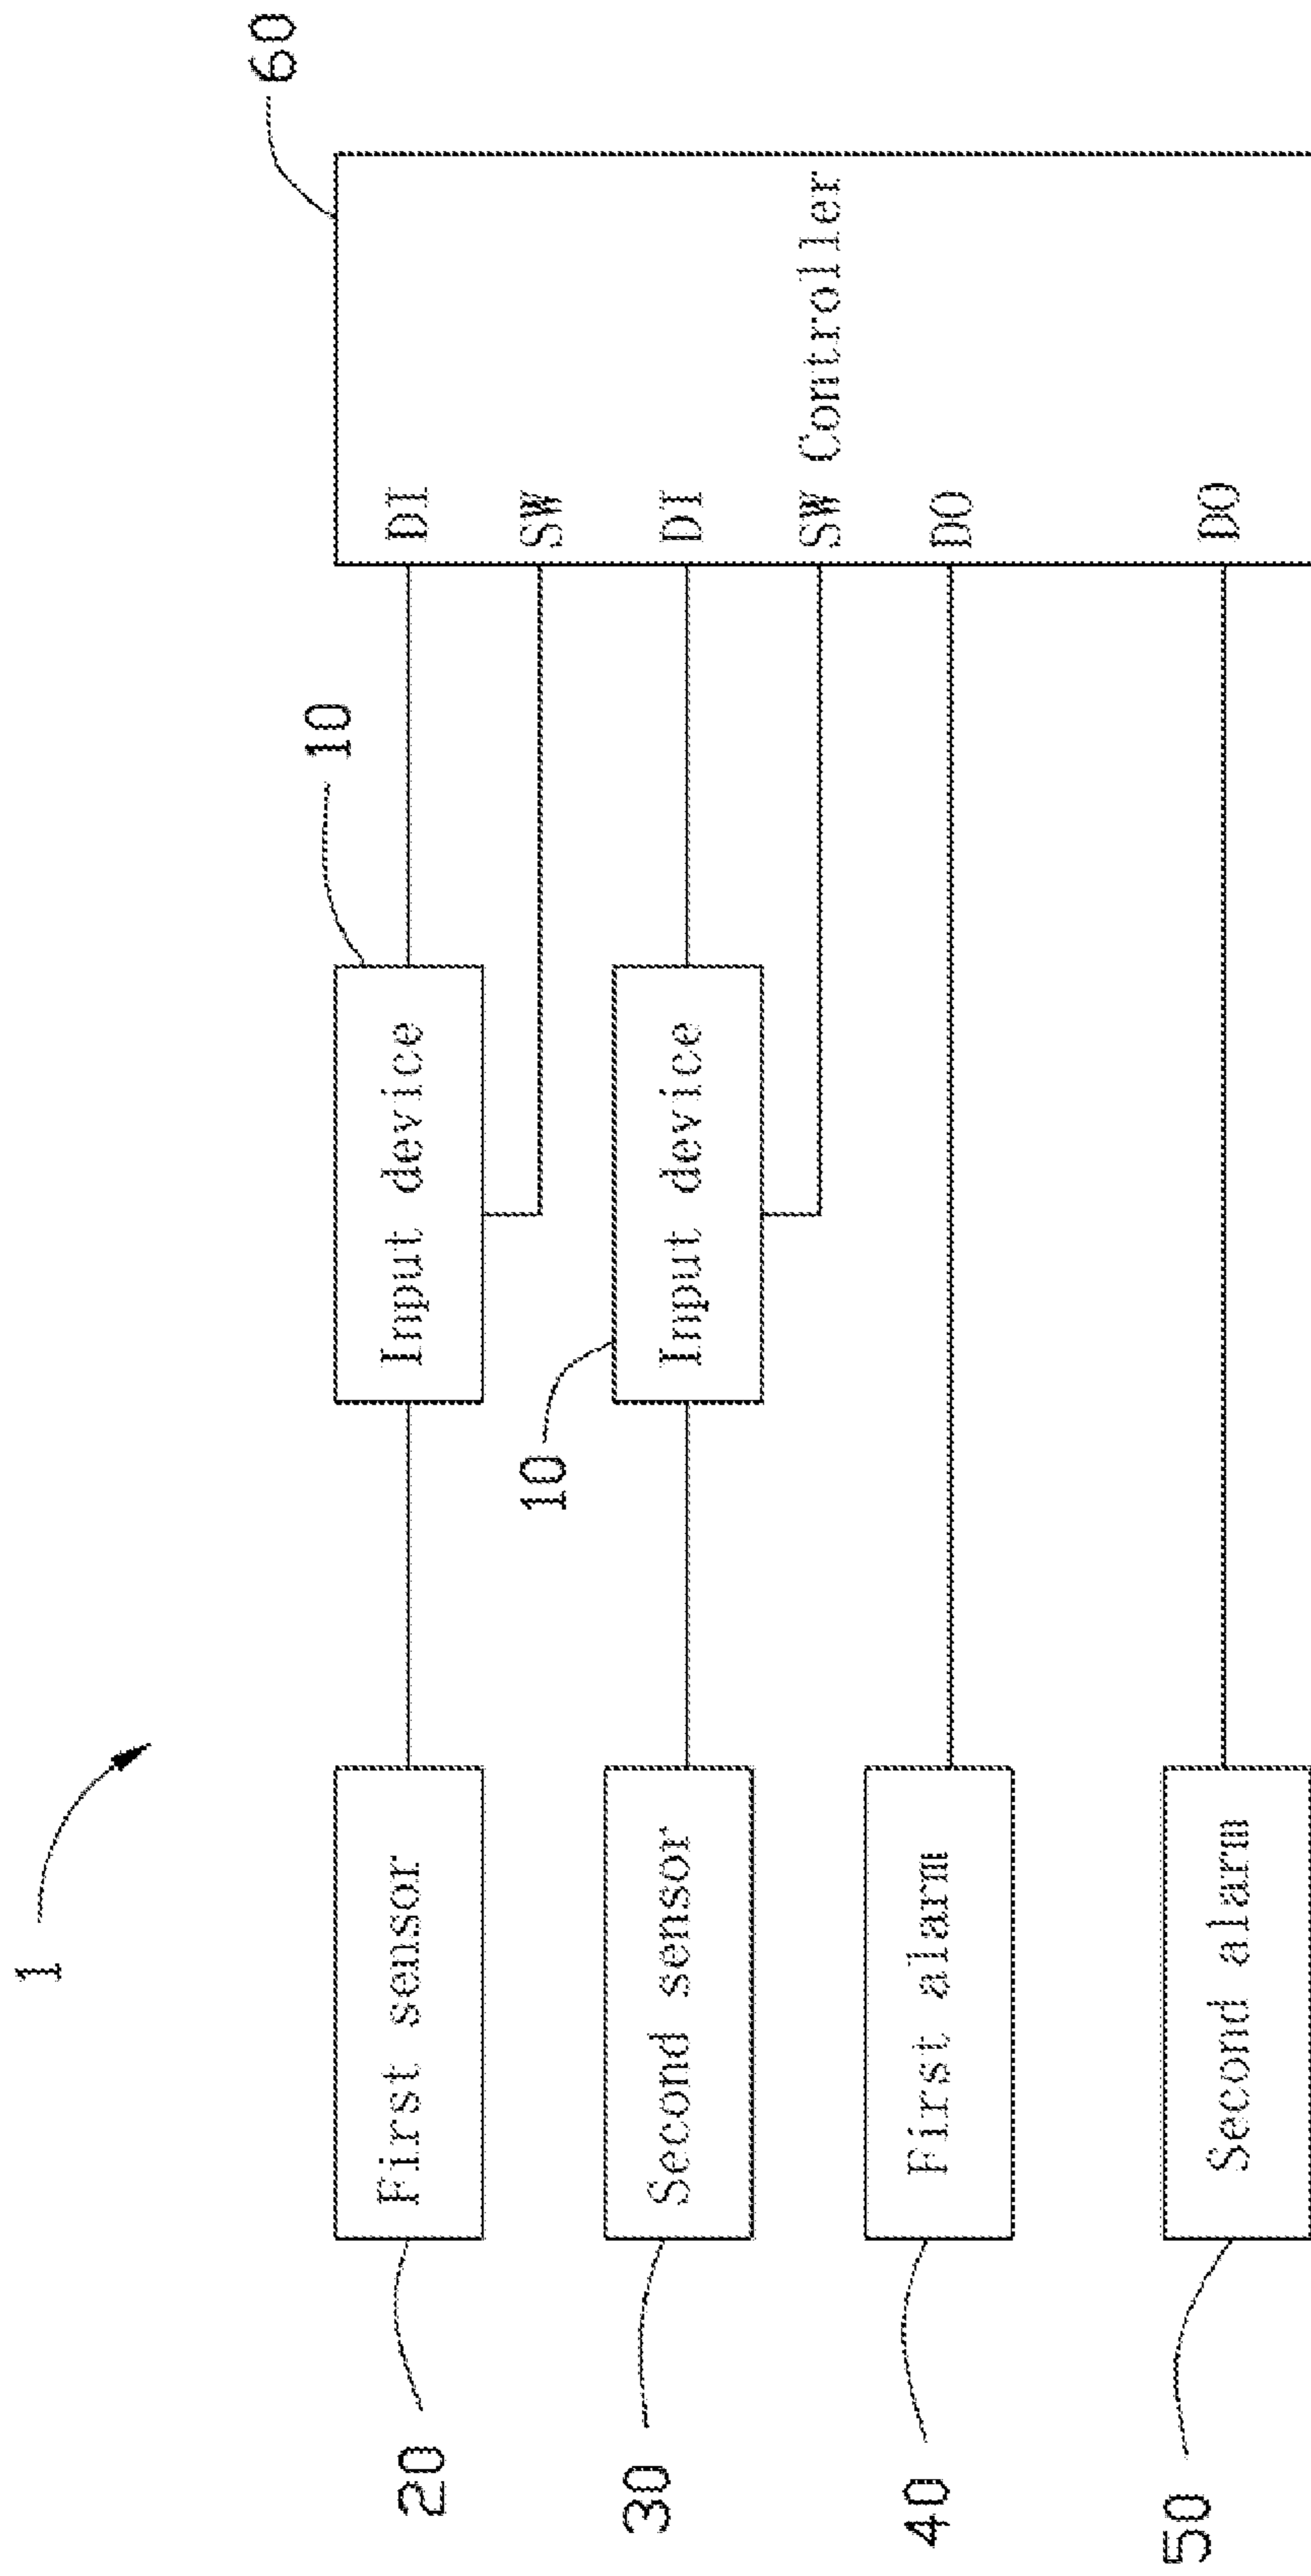 1
60
10
20
First sensor
Input device
DI
SW
10
30
Second sensor
Input device
DI
SW Controller
40
First alarm
DO
50
Second alarm
DO